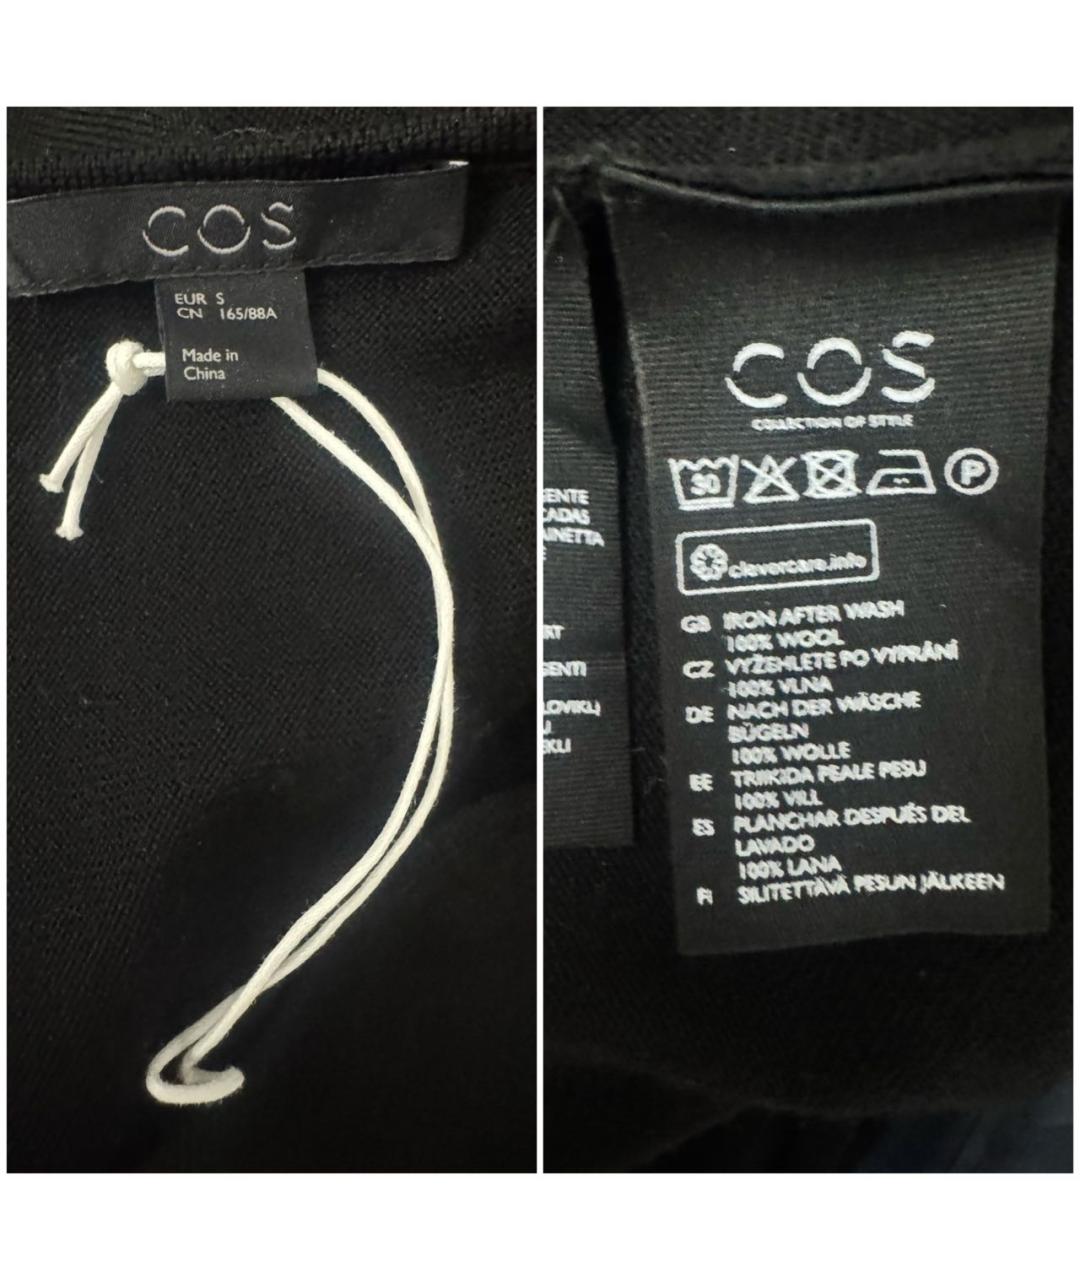 COS
EUR S
CN 165/88A
Made in
China
COS
COLLECTION OF STYLE
30
P
clevercare.info
GB IRON AFTER WASH
100% WOOL
CZ VYŽEHLETE PO VYPRÁNÍ
100% VLNA
DE NACH DER WÄSCHE
BÜGELN
100% WOLLE
EE TRIIKIDA PEALE PESU
100% VILL
ES PLANCHAR DESPUÉS DEL
LAVADO
100% LANA
FI SILITETTÄVÄ PESUN JÄLKEEN